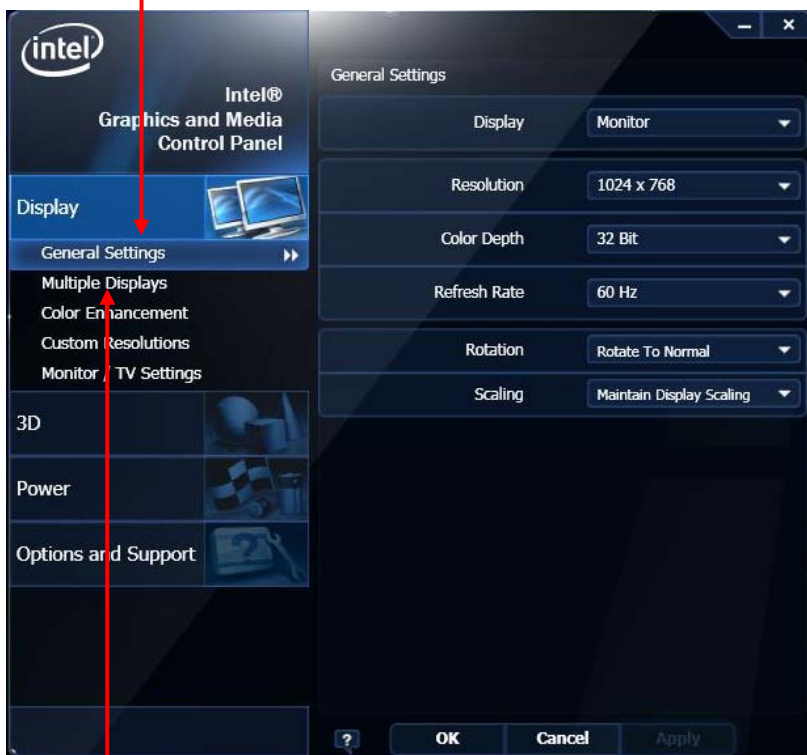 intel
Intel®
Graphics and Media
Control Panel
Display
General Settings
Multiple Displays
Color Enhancement
Custom Resolutions
Monitor / TV Settings
3D
Power
Options and Support
General Settings
Display Monitor
Resolution 1024 x 768
Color Depth 32 Bit
Refresh Rate 60 Hz
Rotation Rotate To Normal
Scaling Maintain Display Scaling
? OK Cancel Apply